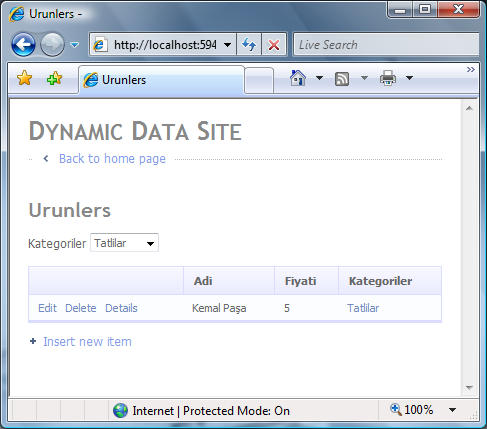 Urunlers -
http://localhost:594
Live Search
Urunlers
DYNAMIC DATA SITE
Back to home page
Urunlers
Kategoriler Tatlilar
Adi Fiyati Kategoriler
Edit Delete Details Kemal Paşa 5 Tatlilar
Insert new item
Internet | Protected Mode: On 100%